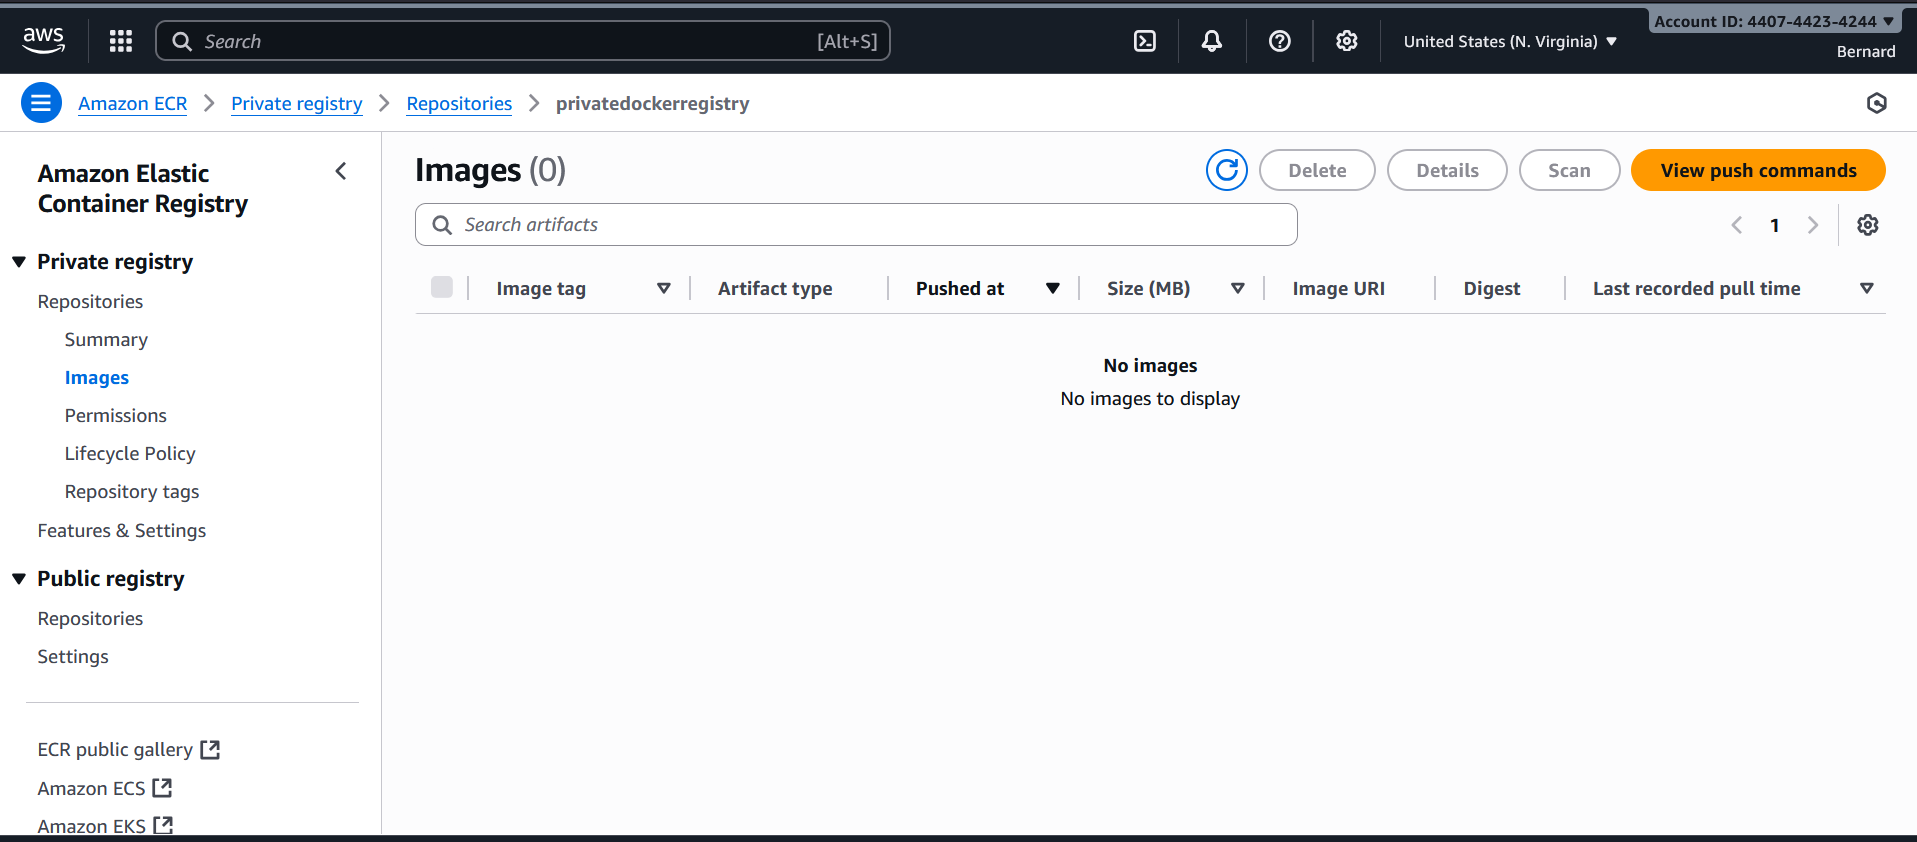 aws
Search [Alt+S]
United States (N. Virginia)
Account ID: 4407-4423-4244
Bernard
Amazon ECR
Private registry
Repositories
privatedockerregistry
Amazon Elastic
Container Registry
Private registry
Repositories
Summary
Images
Permissions
Lifecycle Policy
Repository tags
Features & Settings
Public registry
Repositories
Settings
ECR public gallery
Amazon ECS
Amazon EKS
Images (0)
Delete
Details
Scan
View push commands
Search artifacts
1
Image tag
Artifact type
Pushed at
Size (MB)
Image URI
Digest
Last recorded pull time
No images
No images to display